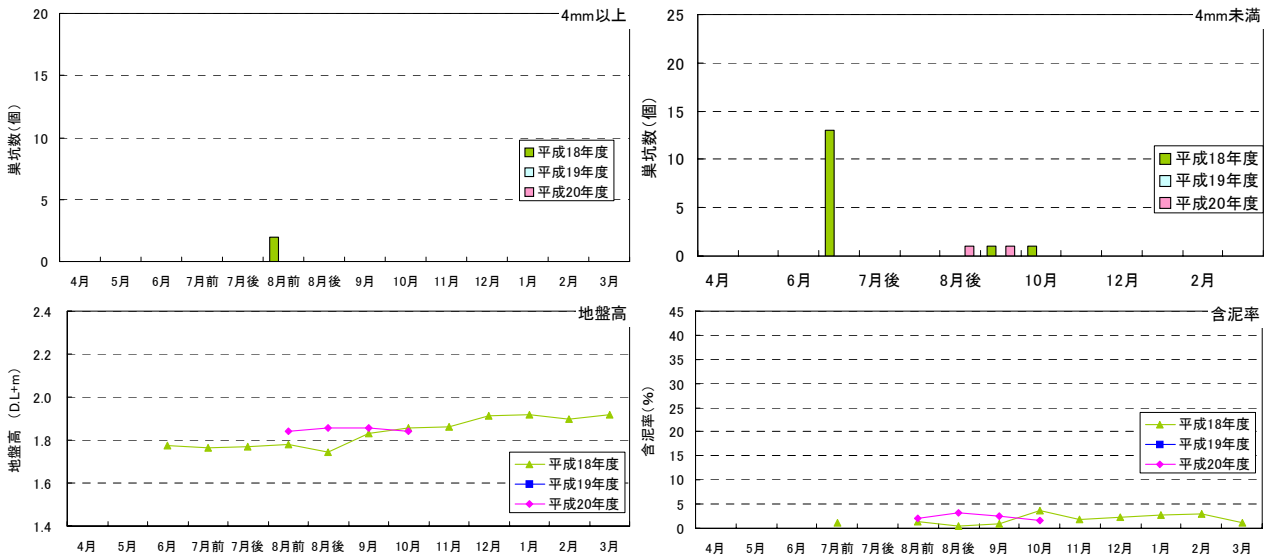 4mm以上
巣坑数(個)
20
15
10
5
0
平成18年度
平成19年度
平成20年度
4月 5月 6月 7月前 7月後 8月前 8月後 9月 10月 11月 12月 1月 2月 3月
4mm未満
巣坑数(個)
25
20
15
10
5
0
平成18年度
平成19年度
平成20年度
4月 6月 7月後 8月後 10月 12月 2月
地盤高
地盤高 (D.L+m)
2.4
2.2
2.0
1.8
1.6
1.4
平成18年度
平成19年度
平成20年度
4月 5月 6月 7月前 7月後 8月前 8月後 9月 10月 11月 12月 1月 2月 3月
含泥率
含泥率(%)
45
40
35
30
25
20
15
10
5
0
平成18年度
平成19年度
平成20年度
4月 5月 6月 7月前 7月後 8月前 8月後 9月 10月 11月 12月 1月 2月 3月